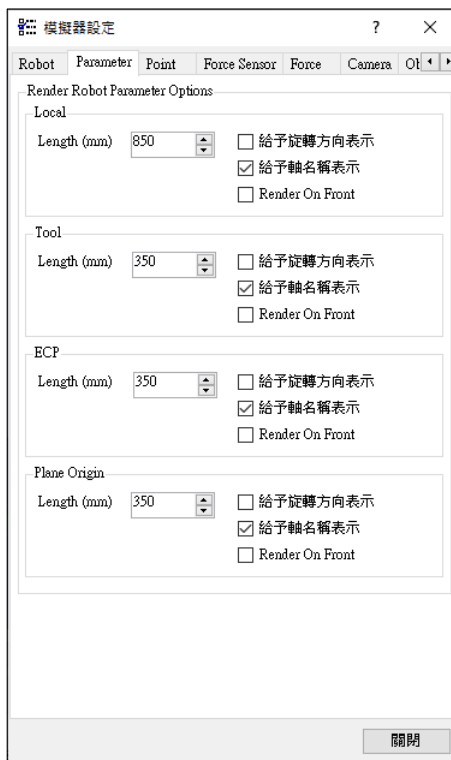 模擬器設定
Robot Parameter Point Force Sensor Force Camera
Render Robot Parameter Options
Local
Length (mm) 850 給予旋轉方向表示
給予軸名稱表示
Render On Front
Tool
Length (mm) 350 給予旋轉方向表示
給予軸名稱表示
Render On Front
ECP
Length (mm) 350 給予旋轉方向表示
給予軸名稱表示
Render On Front
Plane Origin
Length (mm) 350 給予旋轉方向表示
給予軸名稱表示
Render On Front
關閉